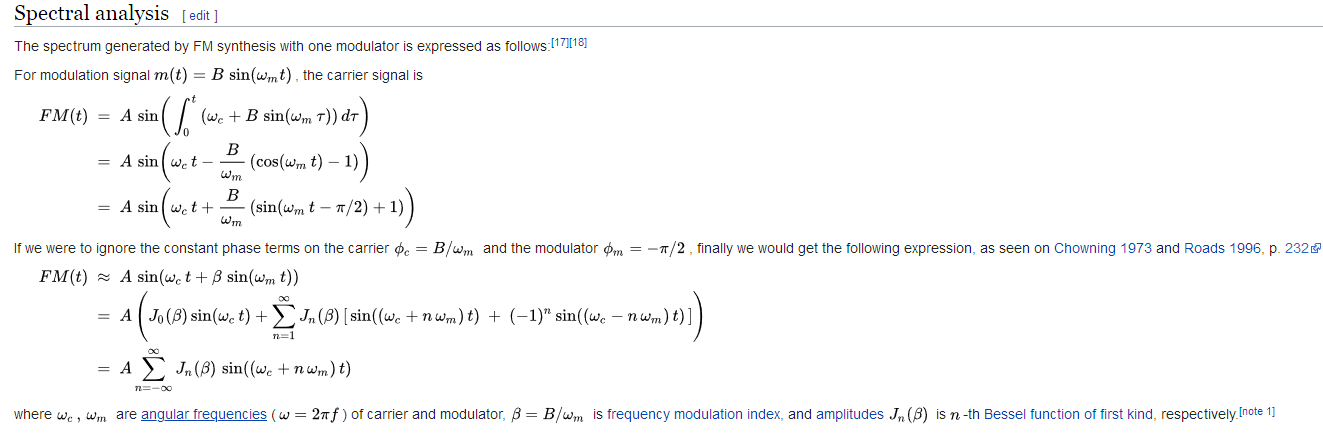 Spectral analysis [ edit ]
The spectrum generated by FM synthesis with one modulator is expressed as follows:[17][18]
For modulation signal m(t) = B sin(ω_m t) , the carrier signal is
FM(t) = A sin(∫_0^t (ω_c + B sin(ω_m τ)) dτ)
= A sin(ω_c t − B/ω_m (cos(ω_m t) − 1))
= A sin(ω_c t + B/ω_m (sin(ω_m t − π/2) + 1))
If we were to ignore the constant phase terms on the carrier ϕ_c = B/ω_m and the modulator ϕ_m = −π/2 , finally we would get the following expression, as seen on Chowning 1973 and Roads 1996, p. 232
FM(t) ≈ A sin(ω_c t + β sin(ω_m t))
= A ( J_0(β) sin(ω_c t) + ∑_{n=1}^{∞} J_n(β) [ sin((ω_c + n ω_m) t) + (−1)^n sin((ω_c − n ω_m) t) ] )
= A ∑_{n=−∞}^{∞} J_n(β) sin((ω_c + n ω_m) t)
where ω_c , ω_m are angular frequencies ( ω = 2πf ) of carrier and modulator, β = B/ω_m is frequency modulation index, and amplitudes J_n(β) is n -th Bessel function of first kind, respectively.[note 1]